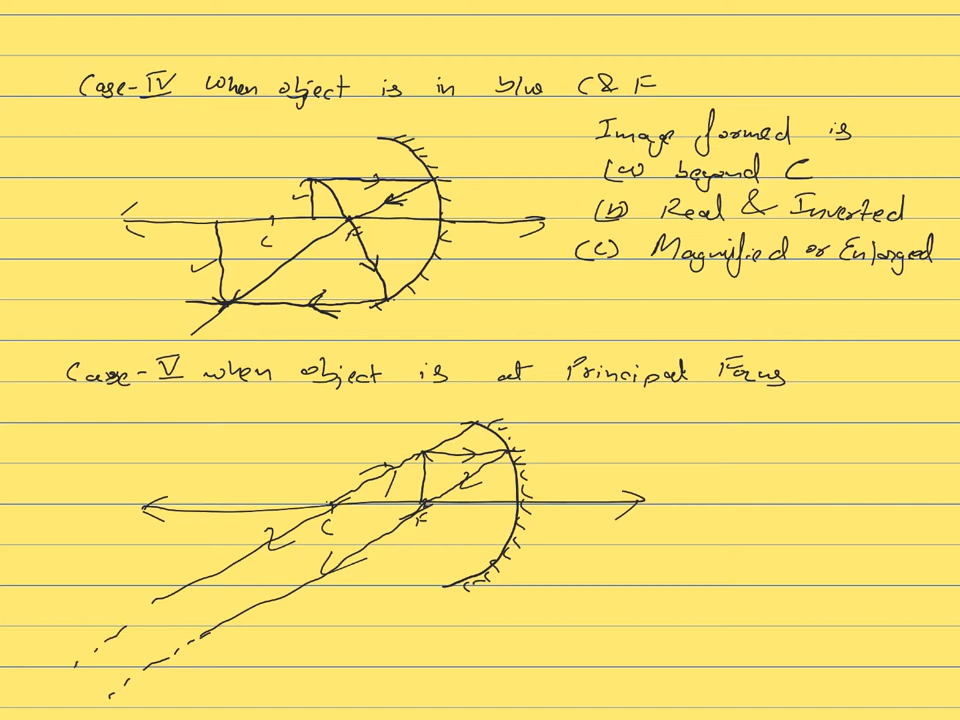 Case-IV When object is in b/w C & F
Image formed is
(a) beyond C
(b) Real & Inverted
(c) Magnified or Enlarged
C
F
Case-V when object is at Principal Focus
C
F